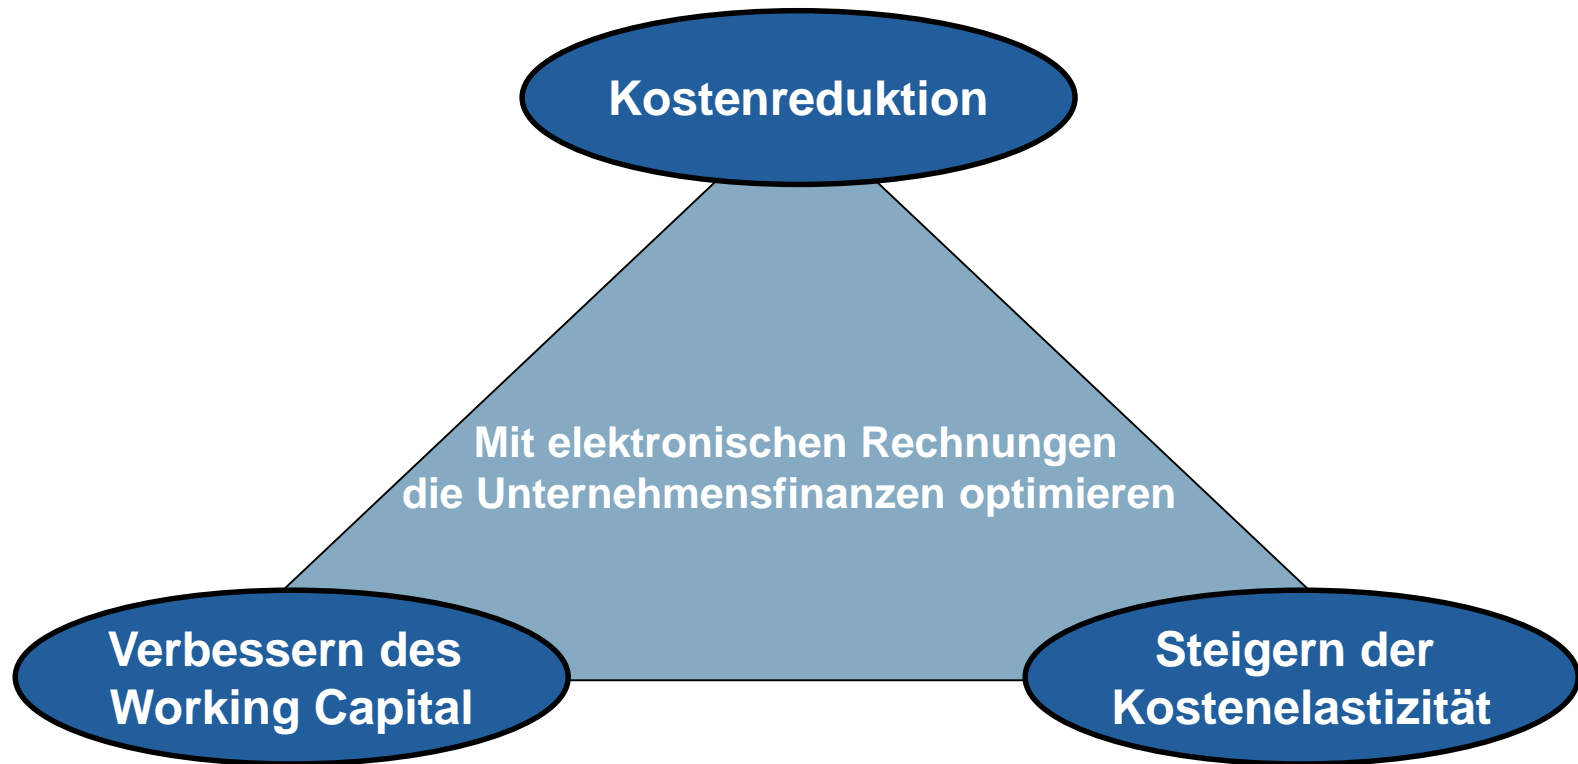 Kostenreduktion
Mit elektronischen Rechnungen
die Unternehmensfinanzen optimieren
Verbessern des
Working Capital
Steigern der
Kostenelastizität